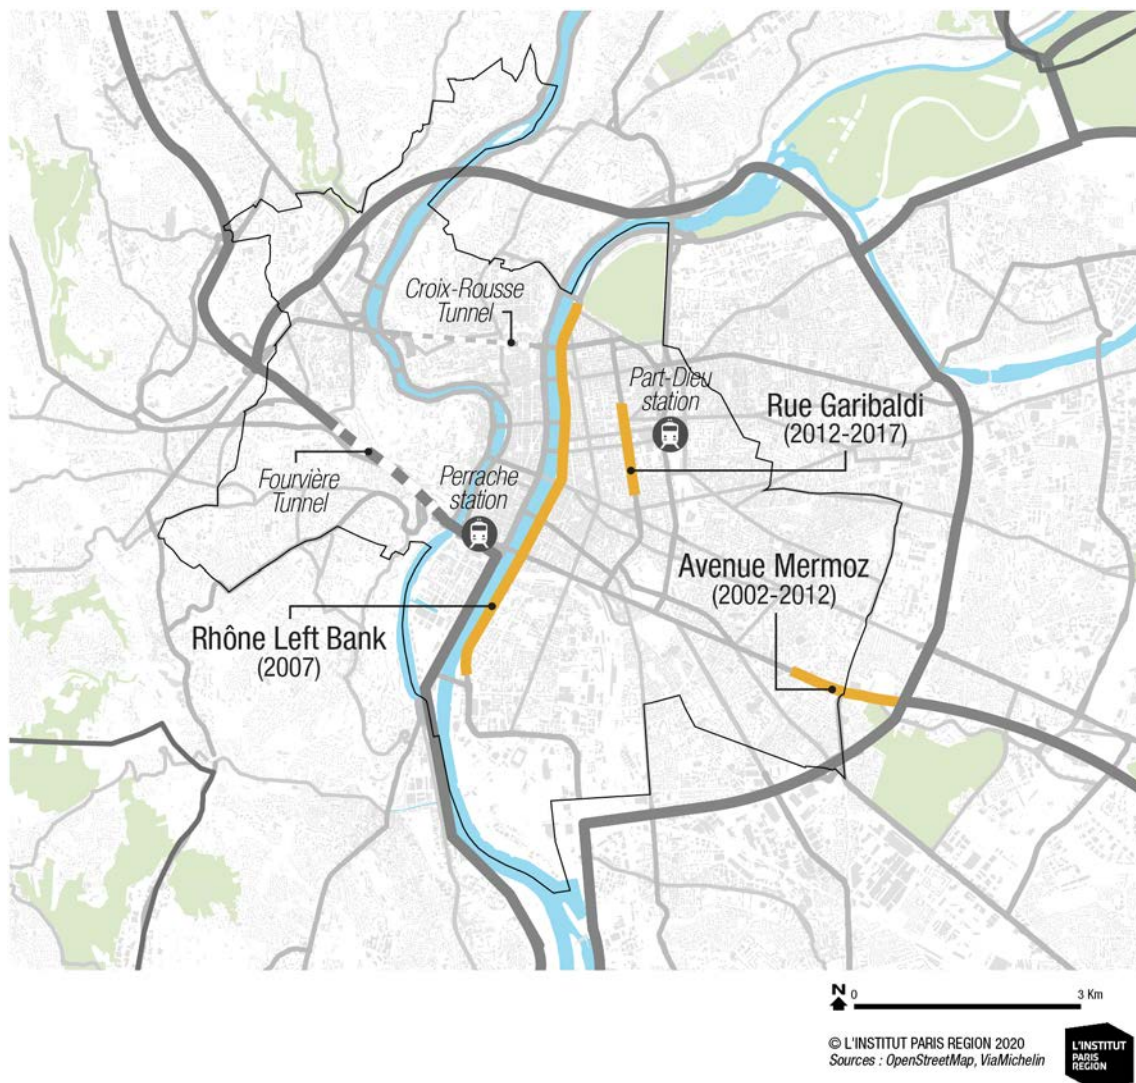 Croix-Rousse
Tunnel
Part-Dieu
station
Rue Garibaldi
(2012-2017)
Fourvière
Tunnel
Perrache
station
Avenue Mermoz
(2002-2012)
Rhône Left Bank
(2007)
N 0 3 Km
© L'INSTITUT PARIS REGION 2020
Sources : OpenStreetMap, ViaMichelin
L'INSTITUT
PARIS
REGION